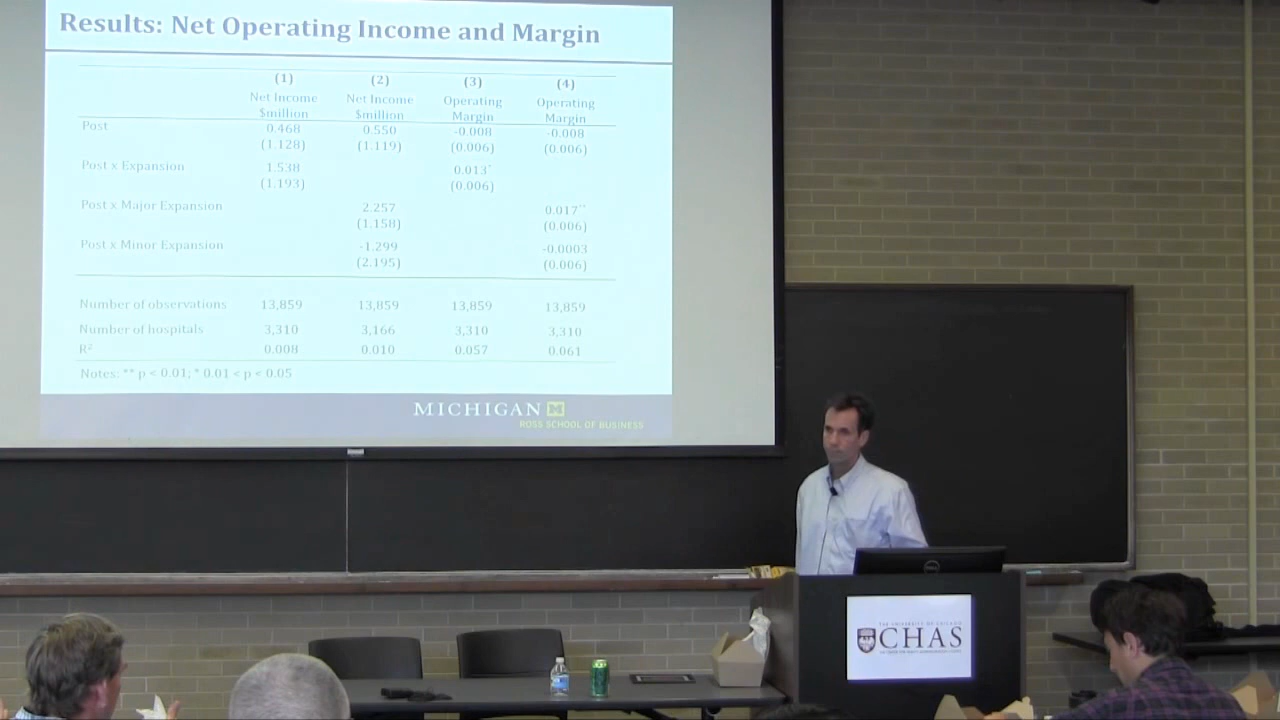 Results: Net Operating Income and Margin
(1) (2) (3) (4)
Net Income Net Income Operating Operating
$million $million Margin Margin
Post 0.468 0.550 -0.008 -0.008
(1.128) (1.119) (0.006) (0.006)
Post x Expansion 1.538 0.013*
(1.193) (0.006)
Post x Major Expansion 2.257 0.017**
(1.158) (0.006)
Post x Minor Expansion -1.299 -0.0003
(2.195) (0.006)
Number of observations 13,859 13,859 13,859 13,859
Number of hospitals 3,310 3,166 3,310 3,310
R² 0.008 0.010 0.057 0.061
Notes: ** p < 0.01; * 0.01 < p < 0.05
MICHIGAN M
ROSS SCHOOL OF BUSINESS
DELL
THE UNIVERSITY OF CHICAGO
CHAS